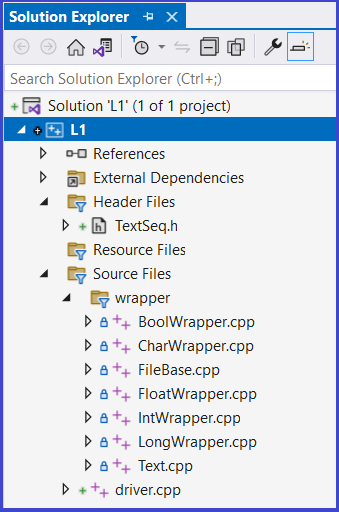 Solution Explorer
Search Solution Explorer (Ctrl+;)
Solution 'L1' (1 of 1 project)
L1
References
External Dependencies
Header Files
TextSeq.h
Resource Files
Source Files
wrapper
BoolWrapper.cpp
CharWrapper.cpp
FileBase.cpp
FloatWrapper.cpp
IntWrapper.cpp
LongWrapper.cpp
Text.cpp
driver.cpp